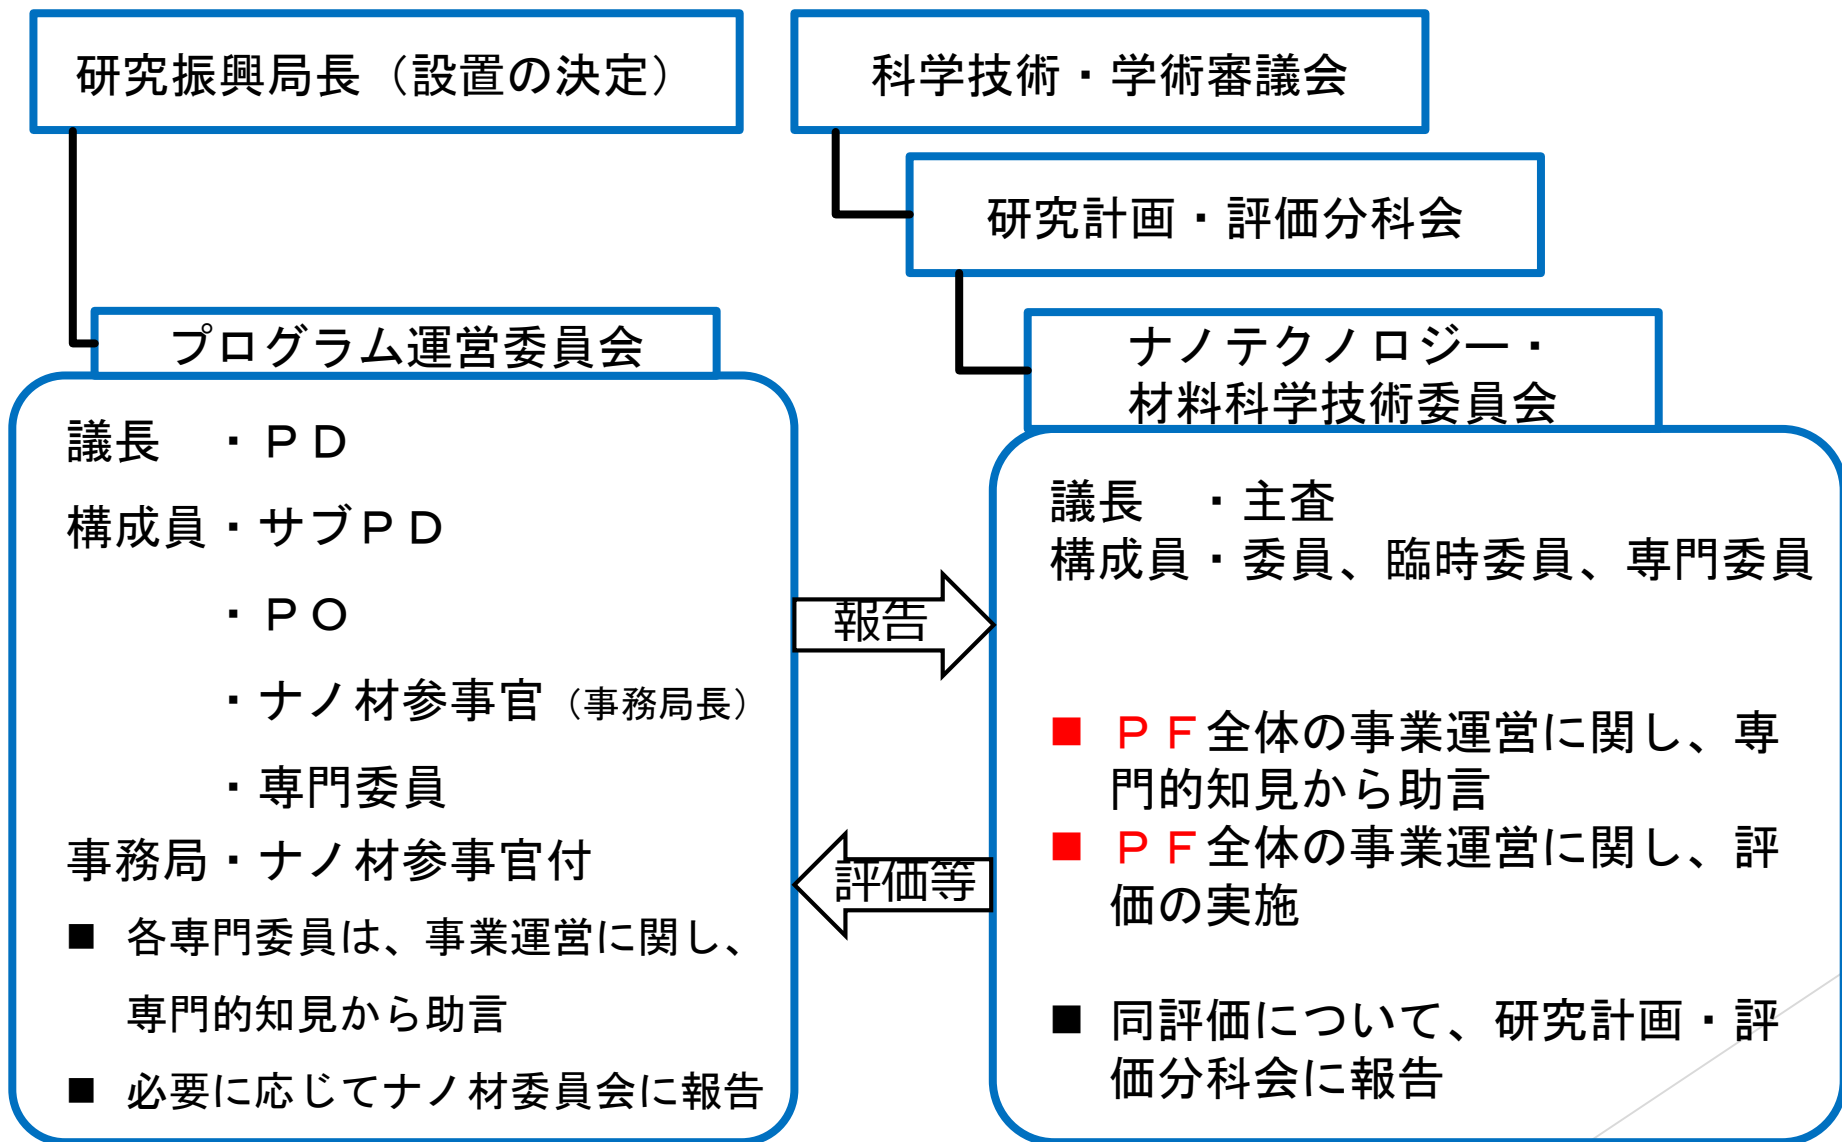 研究振興局長（設置の決定）
科学技術・学術審議会
研究計画・評価分科会
プログラム運営委員会
議長　・ＰＤ
構成員・サブＰＤ
・ＰＯ
・ナノ材参事官（事務局長）
・専門委員
事務局・ナノ材参事官付
■ 各専門委員は、事業運営に関し、
専門的知見から助言
■ 必要に応じてナノ材委員会に報告
報告
評価等
ナノテクノロジー・
材料科学技術委員会
議長　・主査
構成員・委員、臨時委員、専門委員
■ ＰＦ全体の事業運営に関し、専
門的知見から助言
■ ＰＦ全体の事業運営に関し、評
価の実施
■ 同評価について、研究計画・評
価分科会に報告